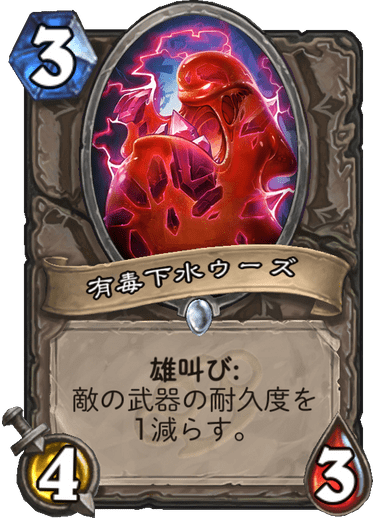 3
有毒下水ウーズ
雄叫び:
敵の武器の耐久度を
1減らす。
4
3